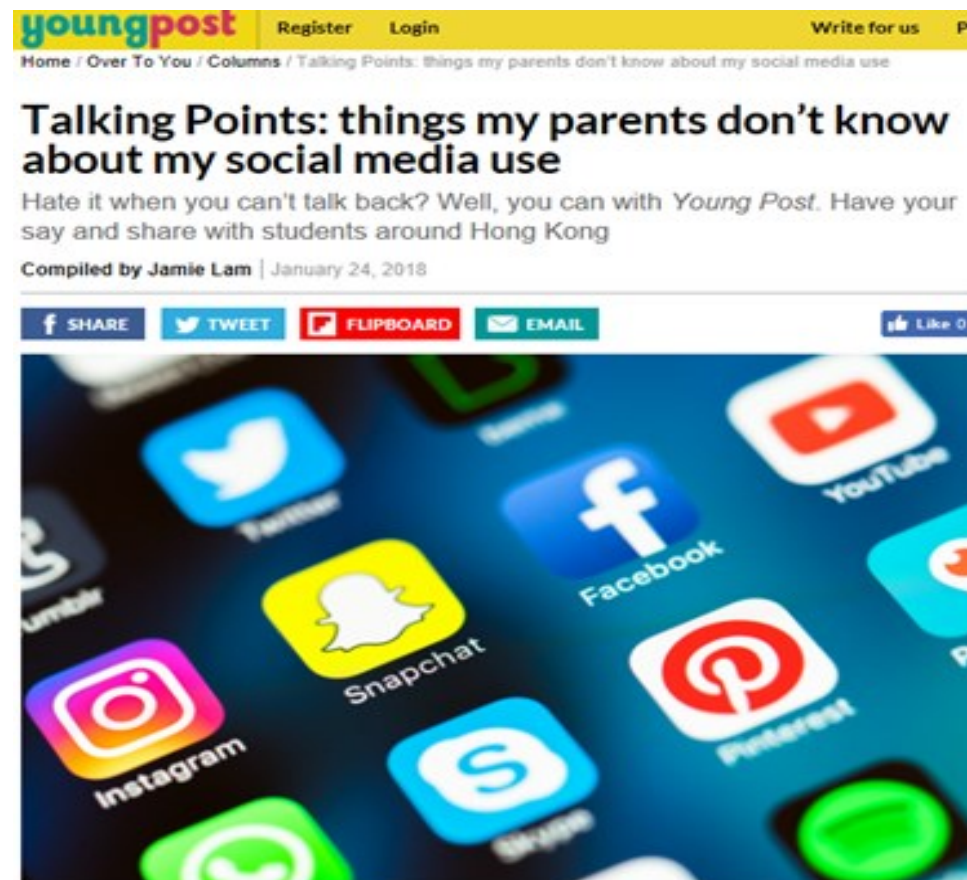 youngpost Register Login Write for us P
Home / Over To You / Columns / Talking Points: things my parents don't know about my social media use
Talking Points: things my parents don't know
about my social media use
Hate it when you can't talk back? Well, you can with Young Post. Have your
say and share with students around Hong Kong
Compiled by Jamie Lam | January 24, 2018
f SHARE TWEET FLIPBOARD EMAIL Like 0
YouTube
Twitter
Facebook
umblr
Snapchat
Pinterest
Instagram
Skype